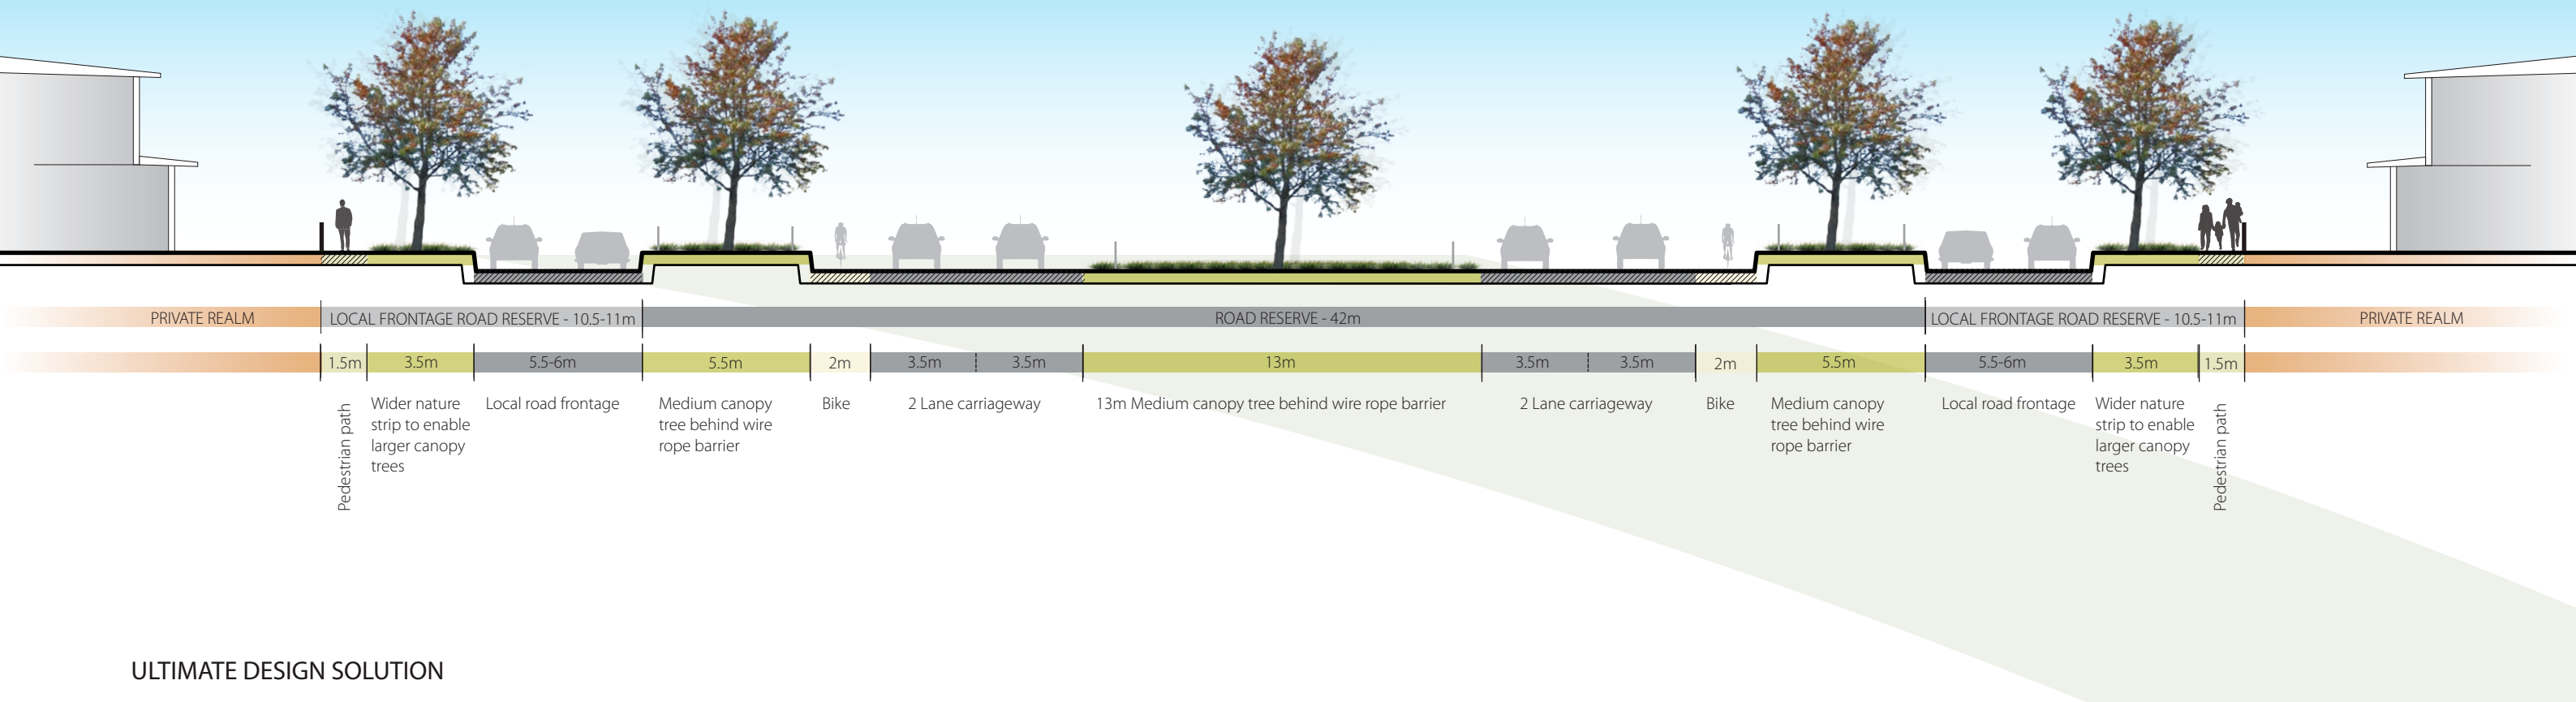 PRIVATE REALM
LOCAL FRONTAGE ROAD RESERVE - 10.5-11m
ROAD RESERVE - 42m
LOCAL FRONTAGE ROAD RESERVE - 10.5-11m
PRIVATE REALM
1.5m
3.5m
5.5-6m
5.5m
2m
3.5m
3.5m
13m
3.5m
3.5m
2m
5.5m
5.5-6m
3.5m
1.5m
Pedestrian path
Wider nature
strip to enable
larger canopy
trees
Local road frontage
Medium canopy
tree behind wire
rope barrier
Bike
2 Lane carriageway
13m Medium canopy tree behind wire rope barrier
2 Lane carriageway
Bike
Medium canopy
tree behind wire
rope barrier
Local road frontage
Wider nature
strip to enable
larger canopy
trees
Pedestrian path
ULTIMATE DESIGN SOLUTION